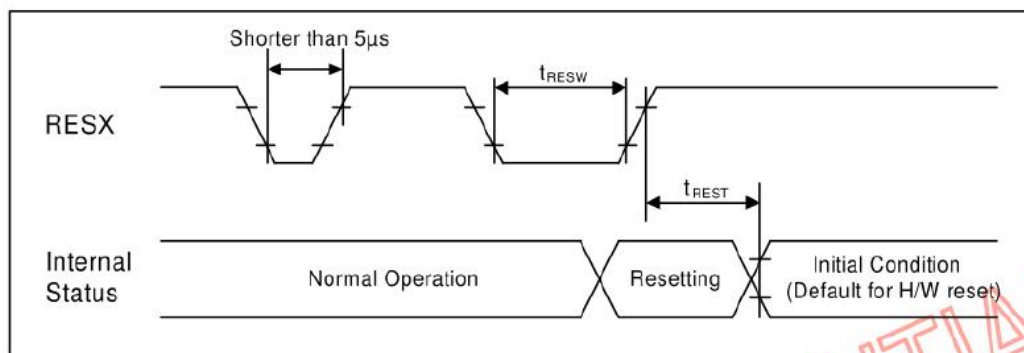 Shorter than 5µs
tRESW
RESX
tREST
Internal
Status
Normal Operation
Resetting
Initial Condition
(Default for H/W reset)